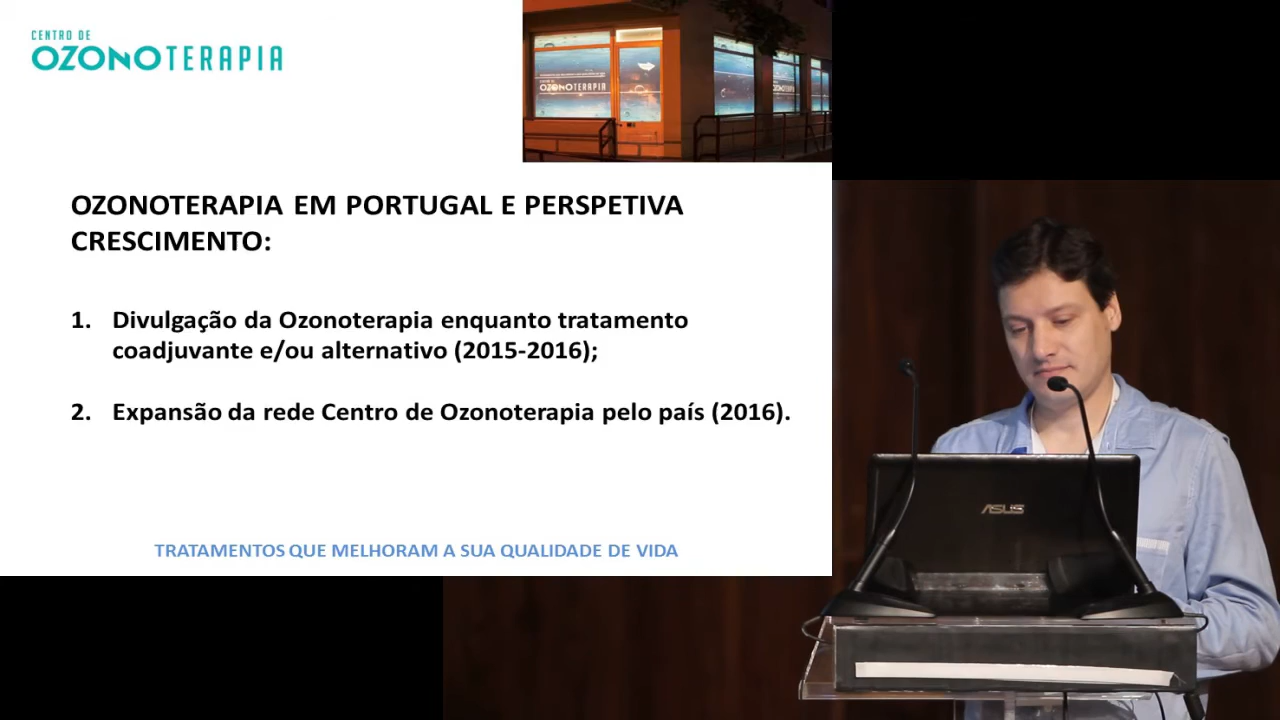 CENTRO DE
OZONOTERAPIA
OZONOTERAPIA
OZONOTERAPIA
OZONOTERAPIA EM PORTUGAL E PERSPETIVA
CRESCIMENTO:
1. Divulgação da Ozonoterapia enquanto tratamento
coadjuvante e/ou alternativo (2015-2016);
2. Expansão da rede Centro de Ozonoterapia pelo país (2016).
TRATAMENTOS QUE MELHORAM A SUA QUALIDADE DE VIDA
ASUS